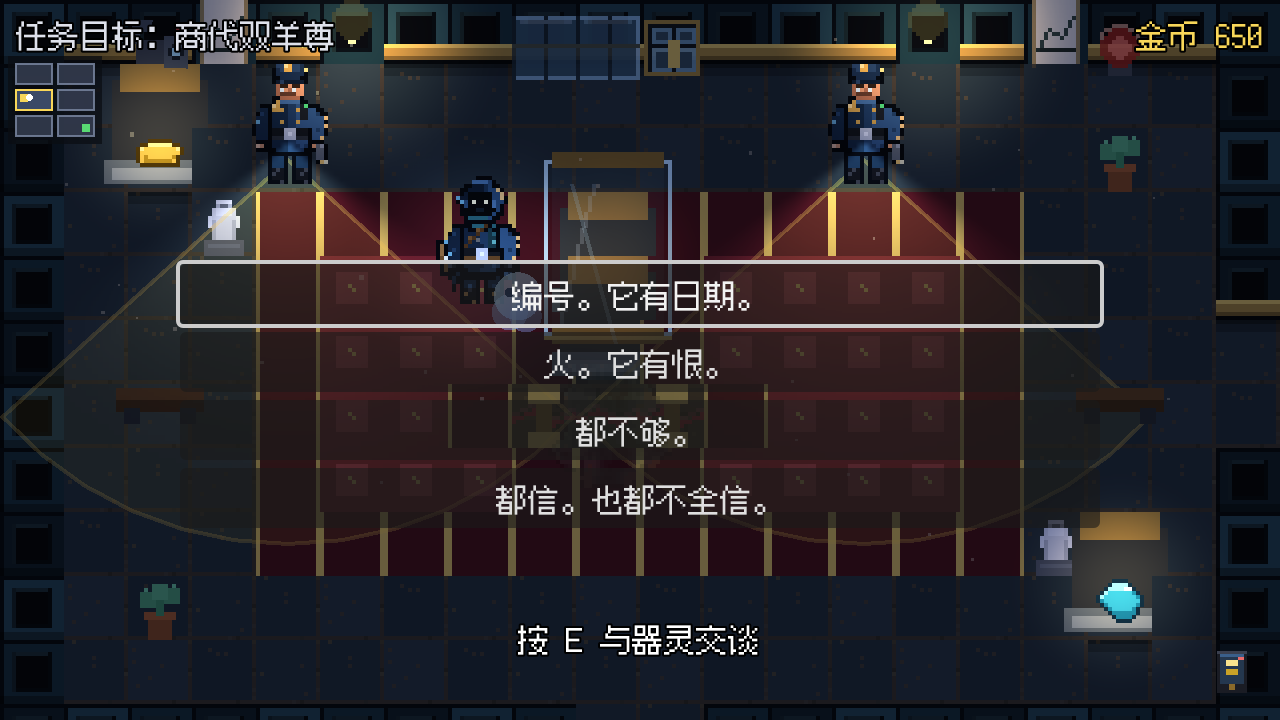 任务目标：商代双羊尊
金币 650
编号。它有日期。
火。它有恨。
都不够。
都信。也都不全信。
按 E 与器灵交谈